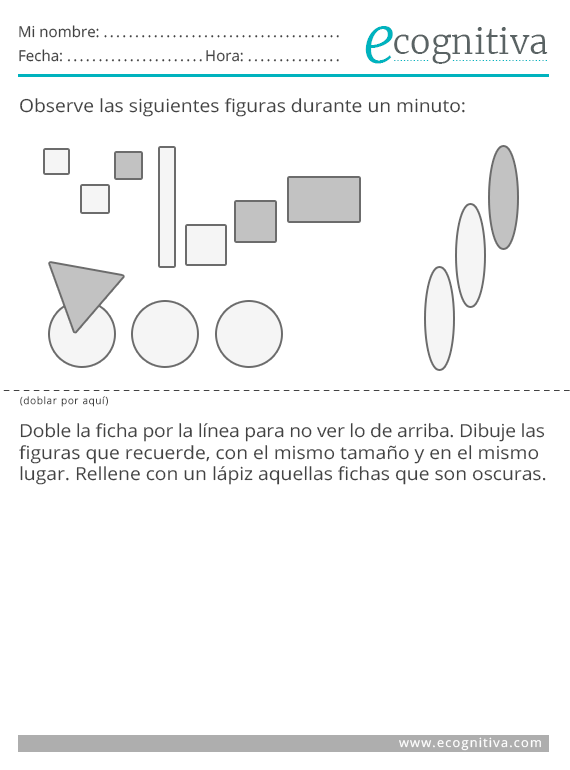 Mi nombre: ......................................
Fecha: ......................Hora: ...............
ecognitiva
Observe las siguientes figuras durante un minuto:
(doblar por aquí)
Doble la ficha por la línea para no ver lo de arriba. Dibuje las
figuras que recuerde, con el mismo tamaño y en el mismo
lugar. Rellene con un lápiz aquellas fichas que son oscuras.
www.ecognitiva.com